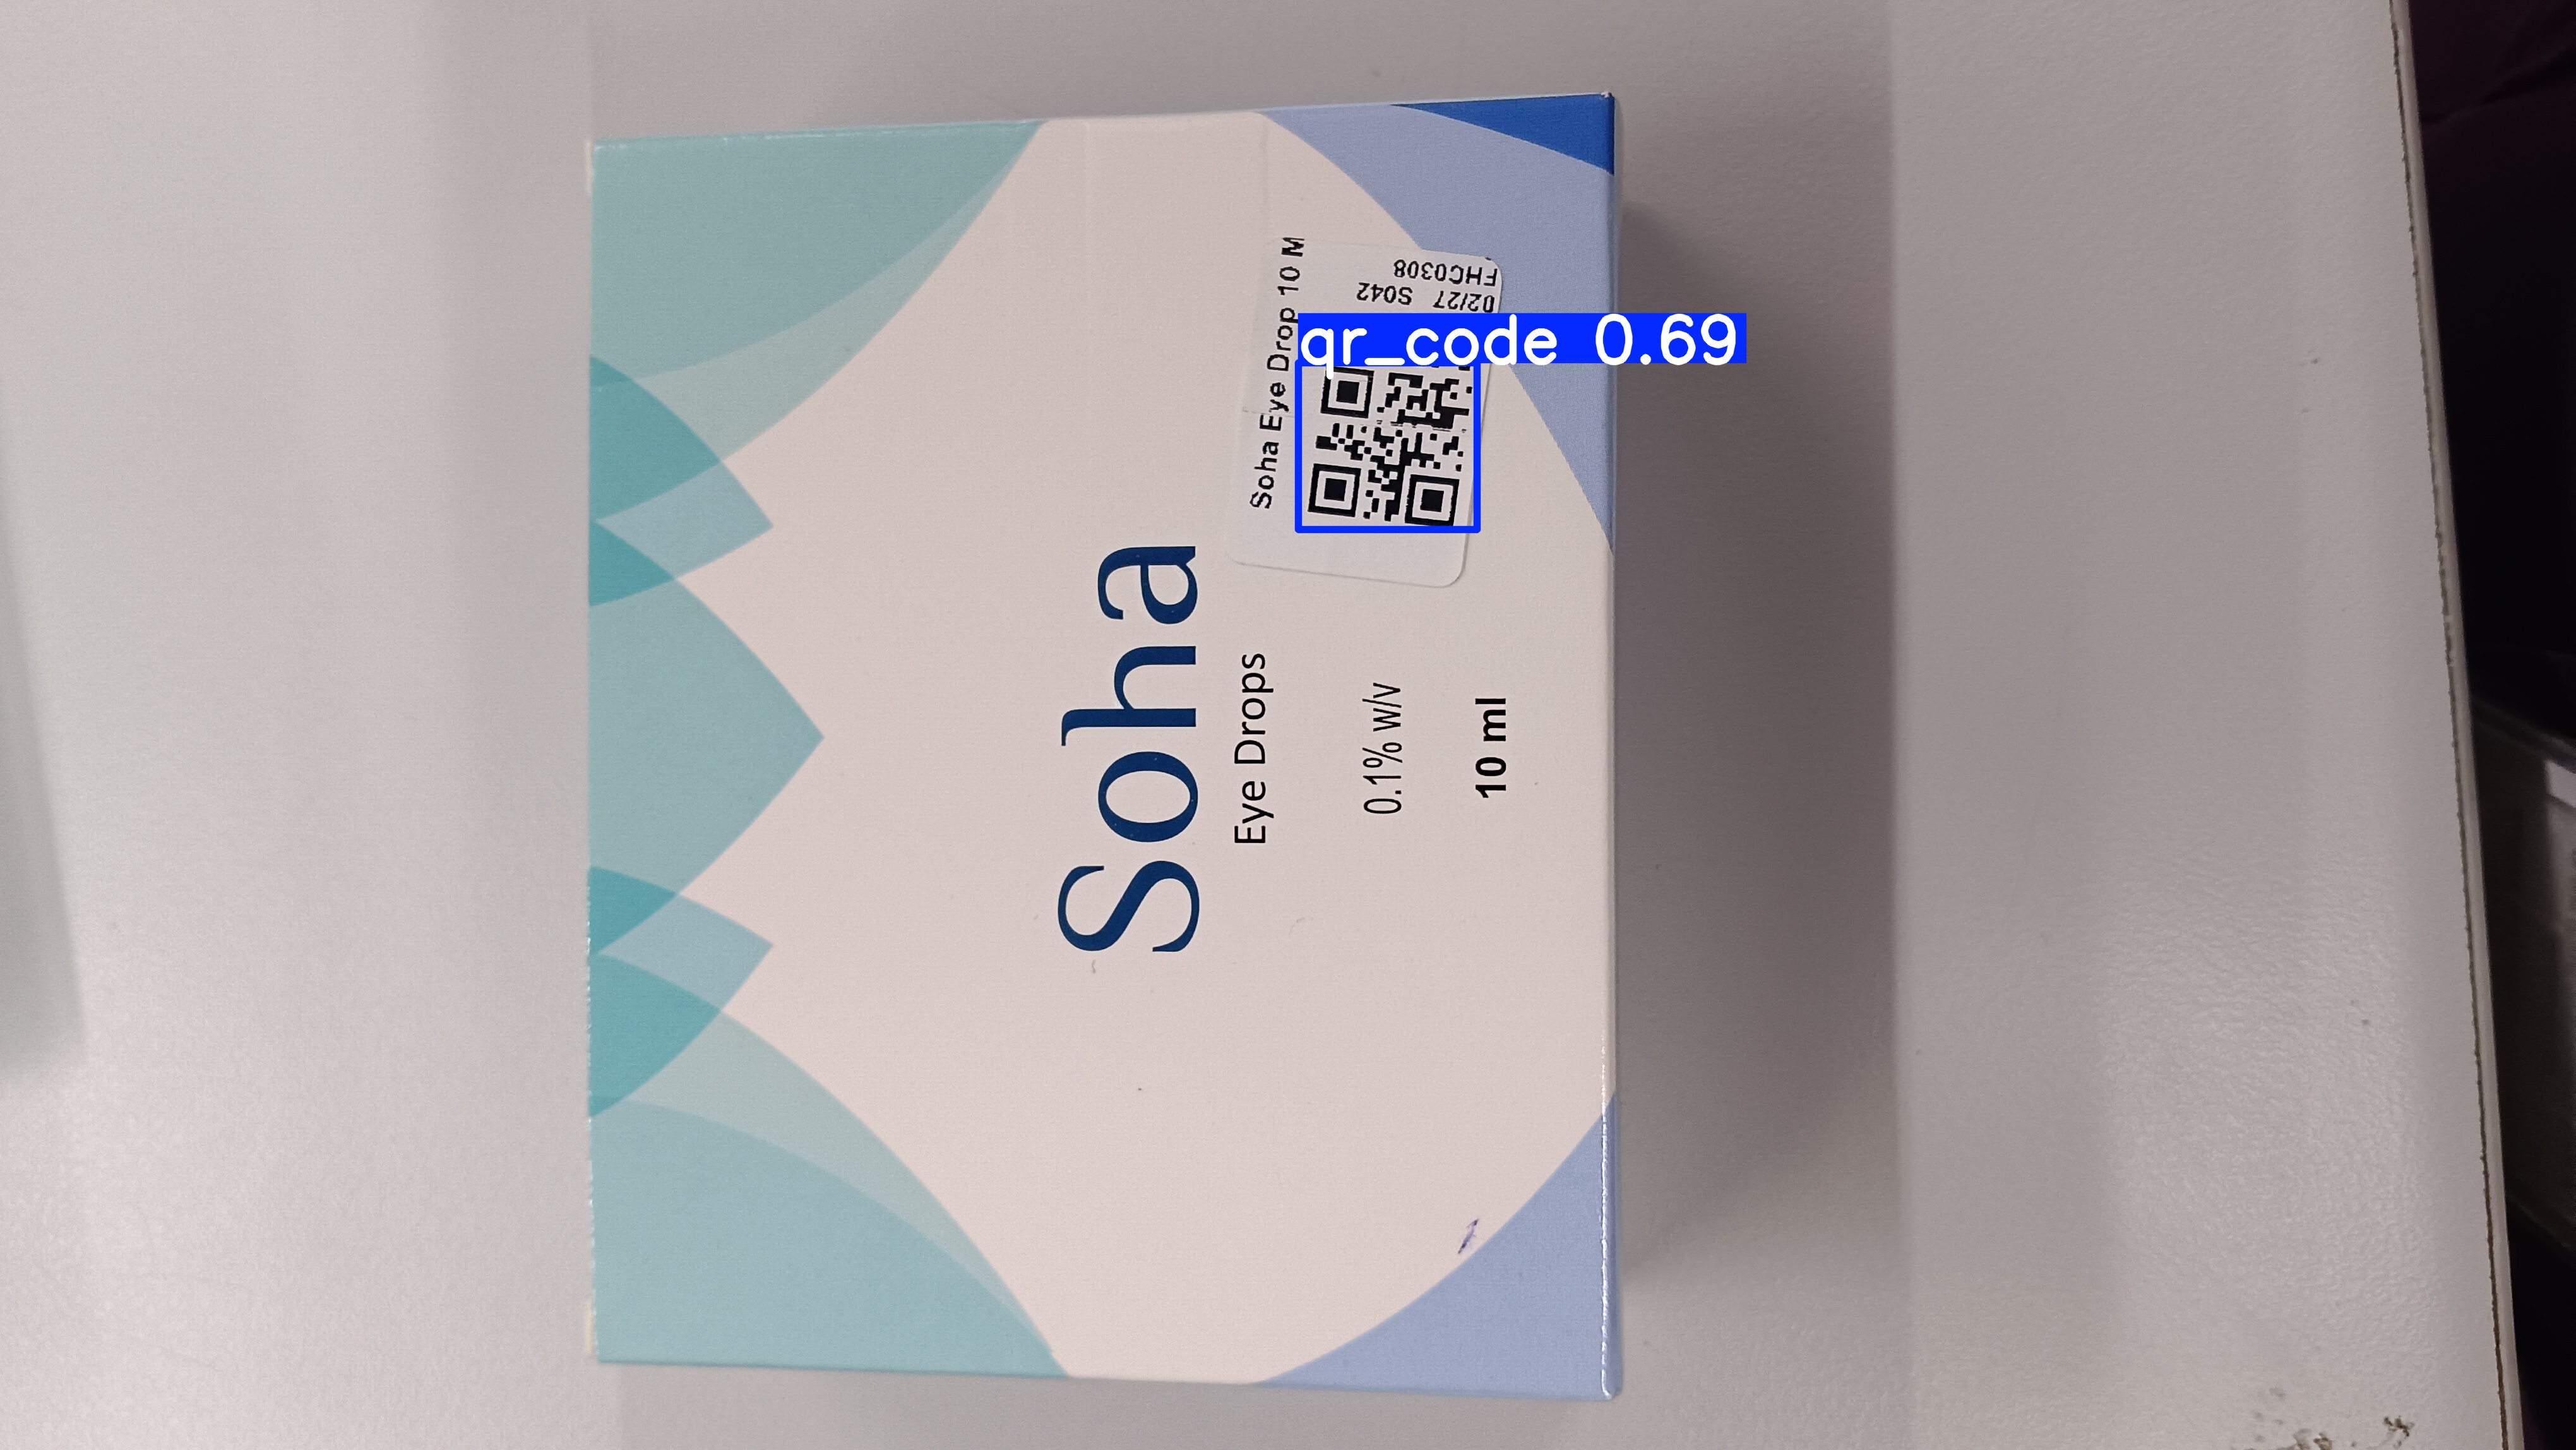 Soha
Eye Drops
0.1% w/v
10 ml
Soha Eye Drop 10 M
FHC0308
02/27 S042
qr_code 0.69